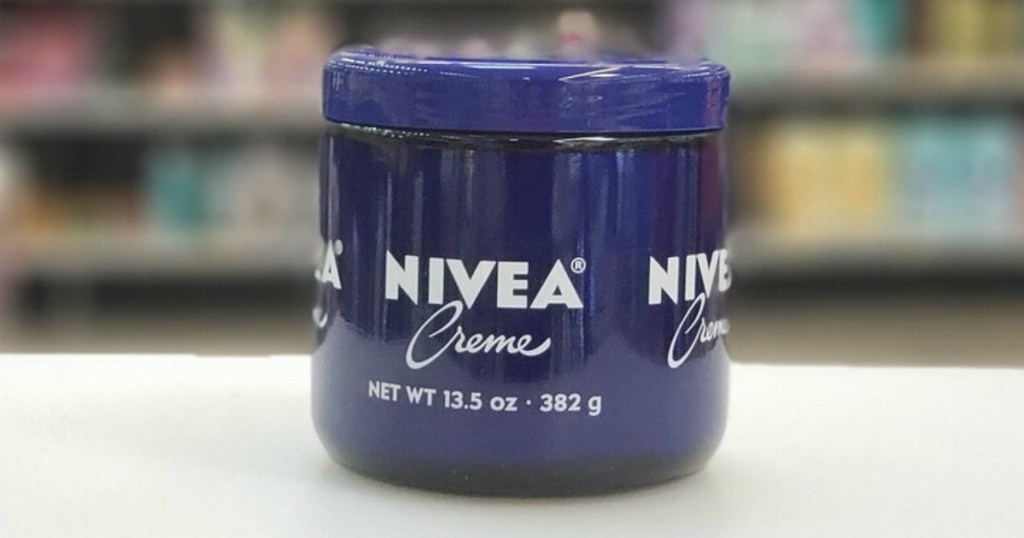 NIVEA®
Creme
NET WT 13.5 oz · 382 g